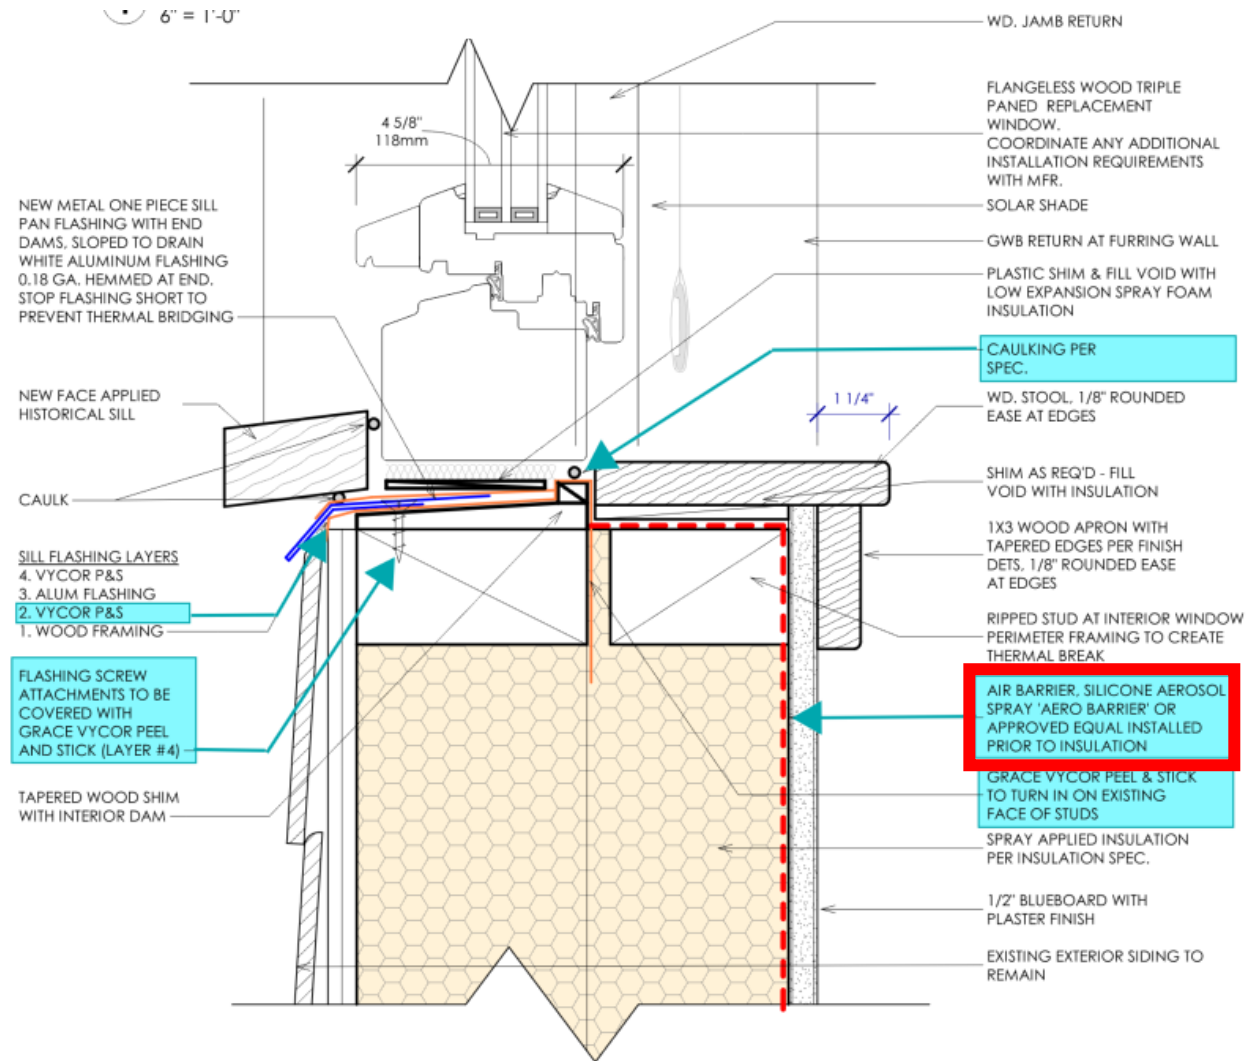 6" = 1'-0"
WD. JAMB RETURN
FLANGELESS WOOD TRIPLE
PANED REPLACEMENT
WINDOW.
COORDINATE ANY ADDITIONAL
INSTALLATION REQUIREMENTS
WITH MFR.
4 5/8"
118mm
SOLAR SHADE
NEW METAL ONE PIECE SILL
PAN FLASHING WITH END
DAMS, SLOPED TO DRAIN
WHITE ALUMINUM FLASHING
0.18 GA. HEMMED AT END.
STOP FLASHING SHORT TO
PREVENT THERMAL BRIDGING
GWB RETURN AT FURRING WALL
PLASTIC SHIM & FILL VOID WITH
LOW EXPANSION SPRAY FOAM
INSULATION
CAULKING PER
SPEC.
NEW FACE APPLIED
HISTORICAL SILL
1 1/4"
WD. STOOL, 1/8" ROUNDED
EASE AT EDGES
CAULK
SHIM AS REQ'D - FILL
VOID WITH INSULATION
1X3 WOOD APRON WITH
TAPERED EDGES PER FINISH
DETS, 1/8" ROUNDED EASE
AT EDGES
SILL FLASHING LAYERS
4. VYCOR P&S
3. ALUM FLASHING
2. VYCOR P&S
1. WOOD FRAMING
RIPPED STUD AT INTERIOR WINDOW
PERIMETER FRAMING TO CREATE
THERMAL BREAK
FLASHING SCREW
ATTACHMENTS TO BE
COVERED WITH
GRACE VYCOR PEEL
AND STICK (LAYER #4)
AIR BARRIER, SILICONE AEROSOL
SPRAY 'AERO BARRIER' OR
APPROVED EQUAL INSTALLED
PRIOR TO INSULATION
GRACE VYCOR PEEL & STICK
TO TURN IN ON EXISTING
FACE OF STUDS
TAPERED WOOD SHIM
WITH INTERIOR DAM
SPRAY APPLIED INSULATION
PER INSULATION SPEC.
1/2" BLUEBOARD WITH
PLASTER FINISH
EXISTING EXTERIOR SIDING TO
REMAIN